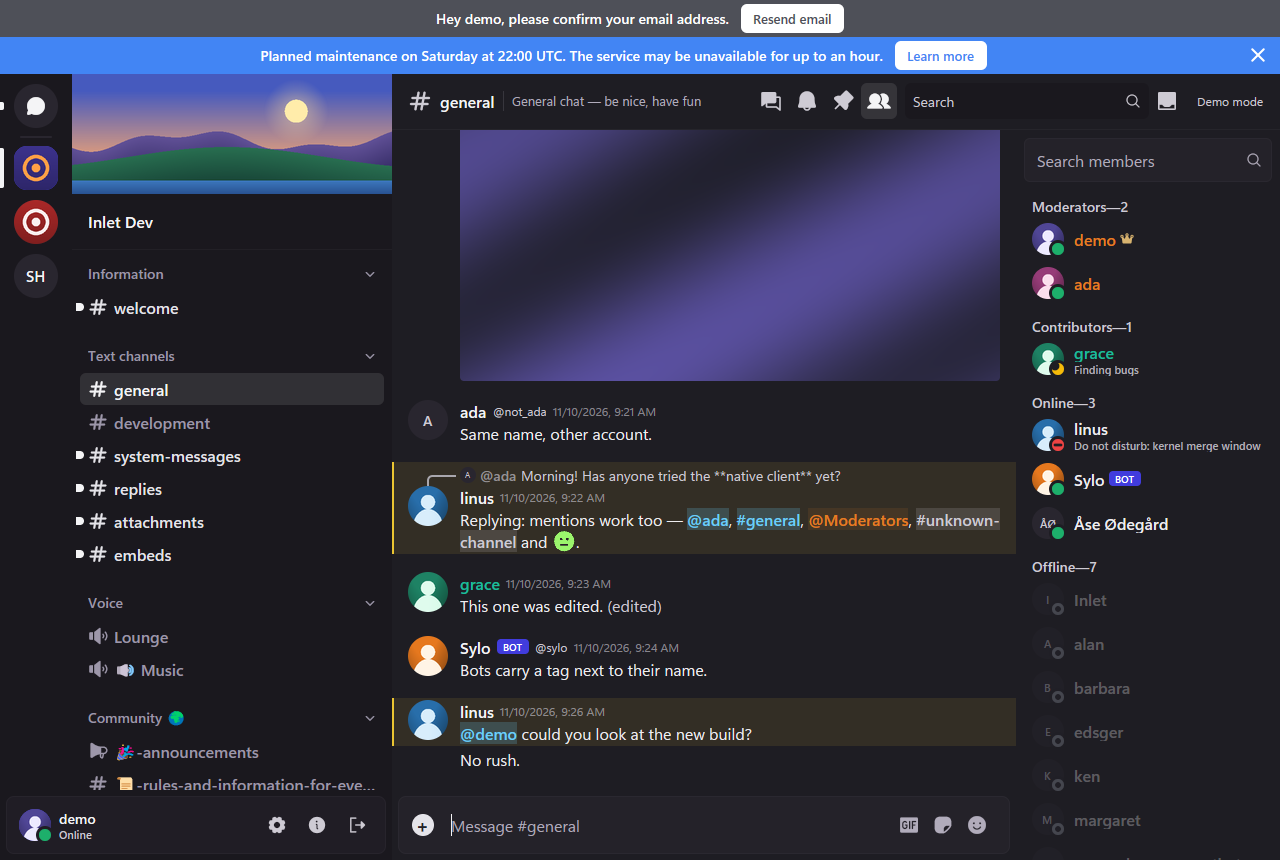 Hey demo, please confirm your email address. Resend email
Planned maintenance on Saturday at 22:00 UTC. The service may be unavailable for up to an hour. Learn more
SH
Inlet Dev
Information
welcome
Text channels
general
development
system-messages
replies
attachments
embeds
Voice
Lounge
Music
Community
-announcements
-rules-and-information-for-eve...
demo
Online
# general General chat — be nice, have fun
Search
Demo mode
A
ada @not_ada 11/10/2026, 9:21 AM
Same name, other account.
A @ada Morning! Has anyone tried the **native client** yet?
linus 11/10/2026, 9:22 AM
Replying: mentions work too — @ada, #general, @Moderators, #unknown-
channel and 😐.
grace 11/10/2026, 9:23 AM
This one was edited. (edited)
Sylo BOT @sylo 11/10/2026, 9:24 AM
Bots carry a tag next to their name.
linus 11/10/2026, 9:26 AM
@demo could you look at the new build?
No rush.
Message #general
GIF
Search members
Moderators—2
demo
ada
Contributors—1
grace
Finding bugs
Online—3
linus
Do not disturb: kernel merge window
Sylo BOT
Åse Ødegård
Offline—7
I Inlet
A alan
B barbara
E edsger
K ken
M margaret